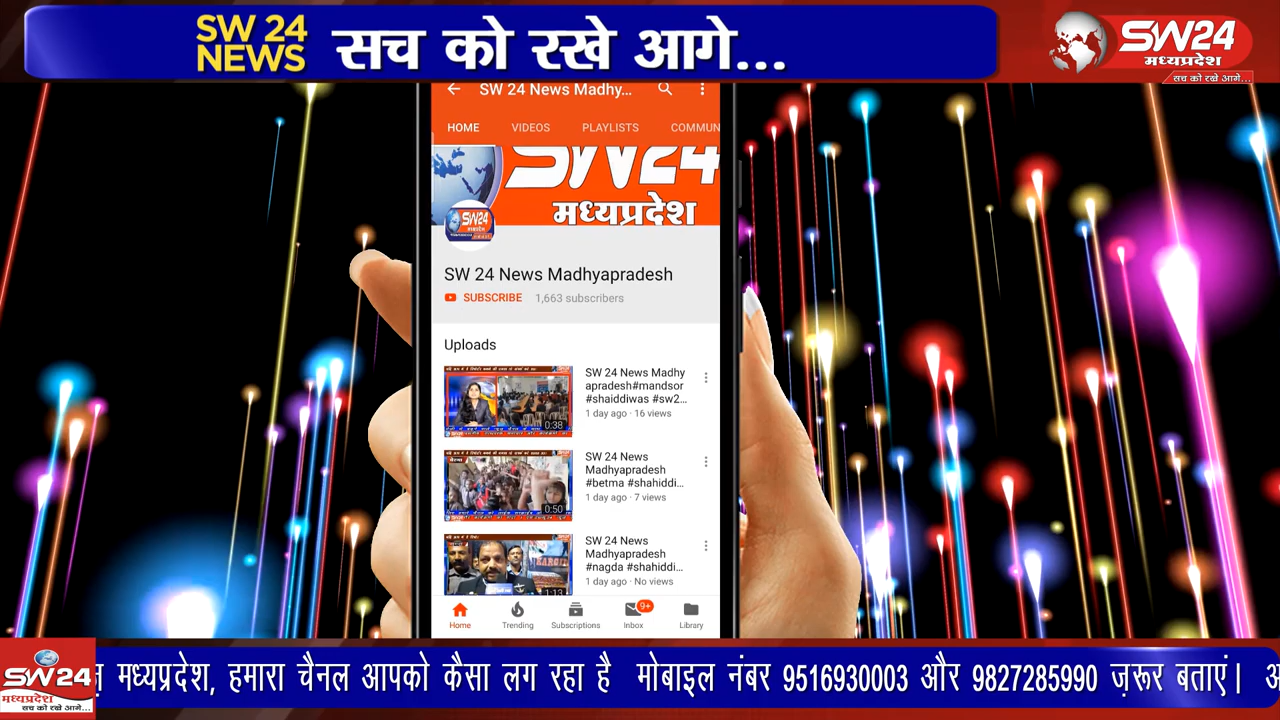 SW 24
NEWS
सच को रखे आगे...
SW24
मध्यप्रदेश
सच को रखे आगे...
SW 24 News Madhy...
HOME VIDEOS PLAYLISTS COMMUN
SW24
मध्यप्रदेश
SW24
SW 24 News Madhyapradesh
SUBSCRIBE 1,663 subscribers
Uploads
SW 24 News Madhy
apradesh#mandsor
#shaiddiwas #sw2...
1 day ago · 16 views
0:38
SW 24 News
Madhyapradesh
#betma #shahiddi...
1 day ago · 7 views
0:50
SW 24 News
Madhyapradesh
#nagda #shahiddi...
1 day ago · No views
1:13
9+
Home Trending Subscriptions Inbox Library
SW24
मध्यप्रदेश
सच को रखे आगे...
मध्यप्रदेश, हमारा चैनल आपको कैसा लग रहा है मोबाइल नंबर 9516930003 और 9827285990 ज़रूर बताएं।